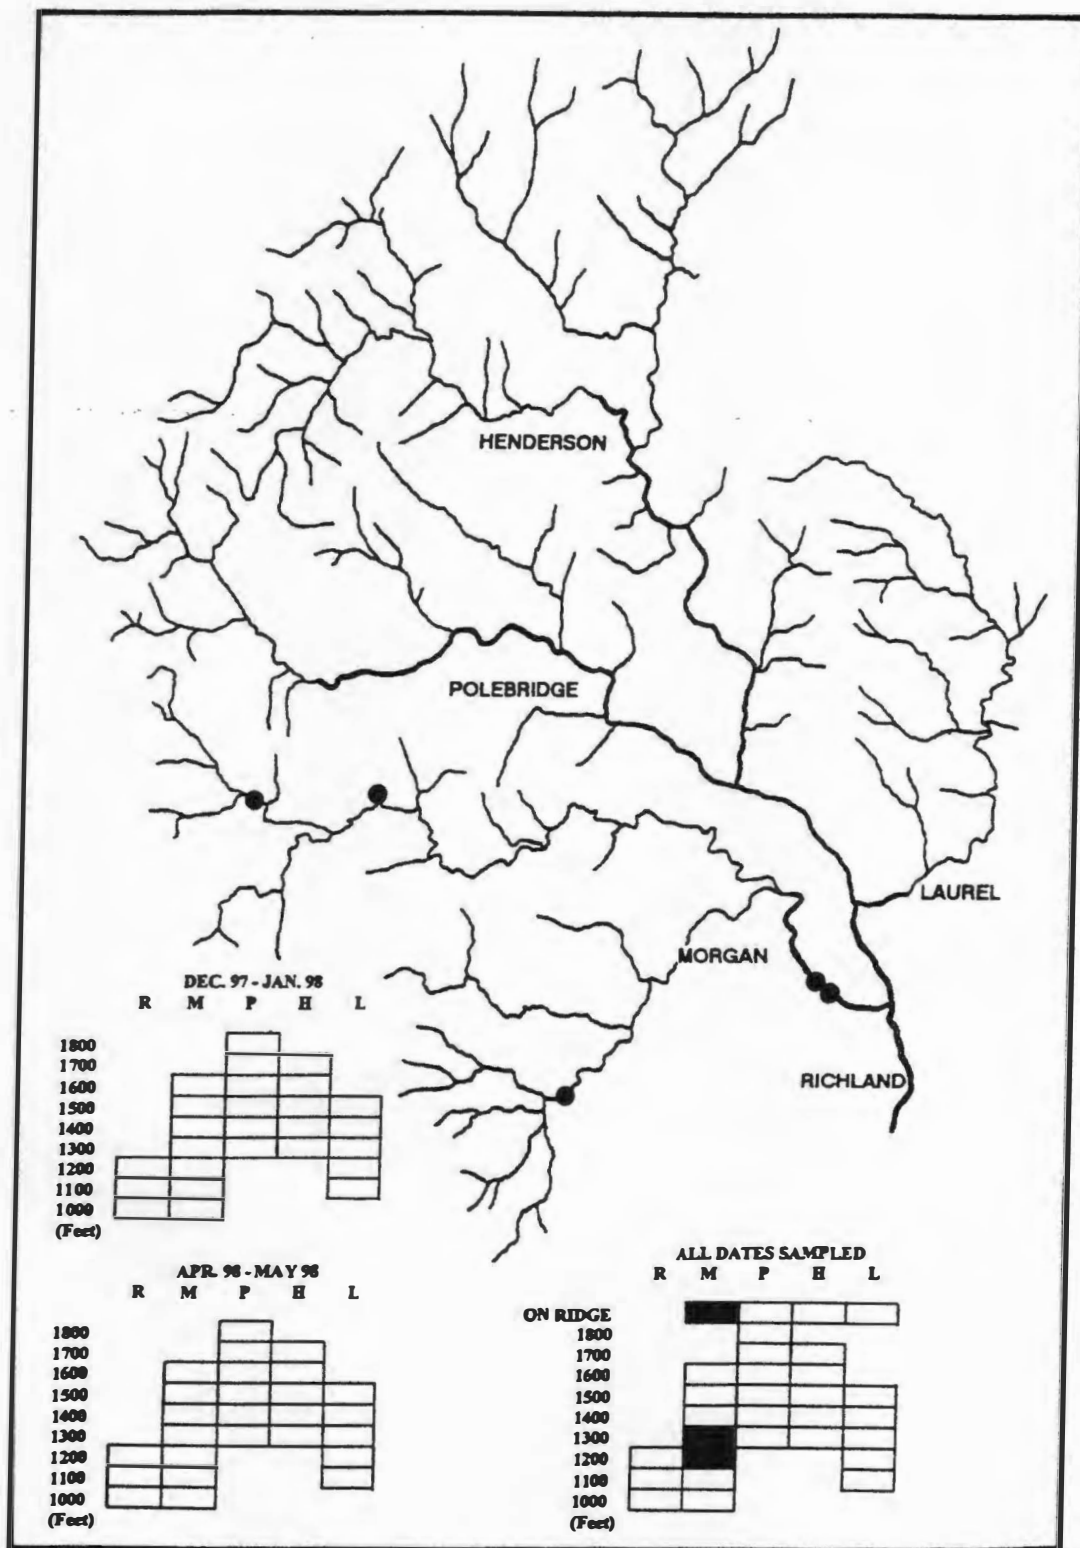 HENDERSON
POLEBRIDGE
LAUREL
MORGAN
RICHLAND
DEC. 97 - JAN. 98
R M P H L
1800
1700
1600
1500
1400
1300
1200
1100
1000
(Feet)
APR. 98 - MAY 98
R M P H L
1800
1700
1600
1500
1400
1300
1200
1100
1000
(Feet)
ALL DATES SAMPLED
R M P H L
ON RIDGE
1800
1700
1600
1500
1400
1300
1200
1100
1000
(Feet)